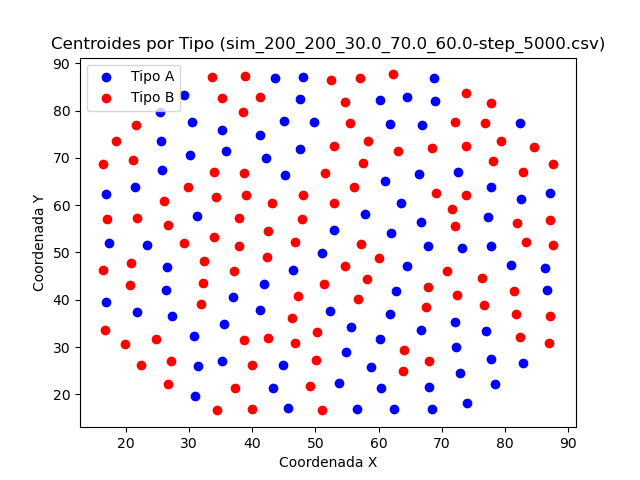 Centroides por Tipo (sim_200_200_30.0_70.0_60.0-step_5000.csv)
Tipo A
Tipo B
90
80
70
60
50
40
30
20
Coordenada Y
20 30 40 50 60 70 80 90
Coordenada X